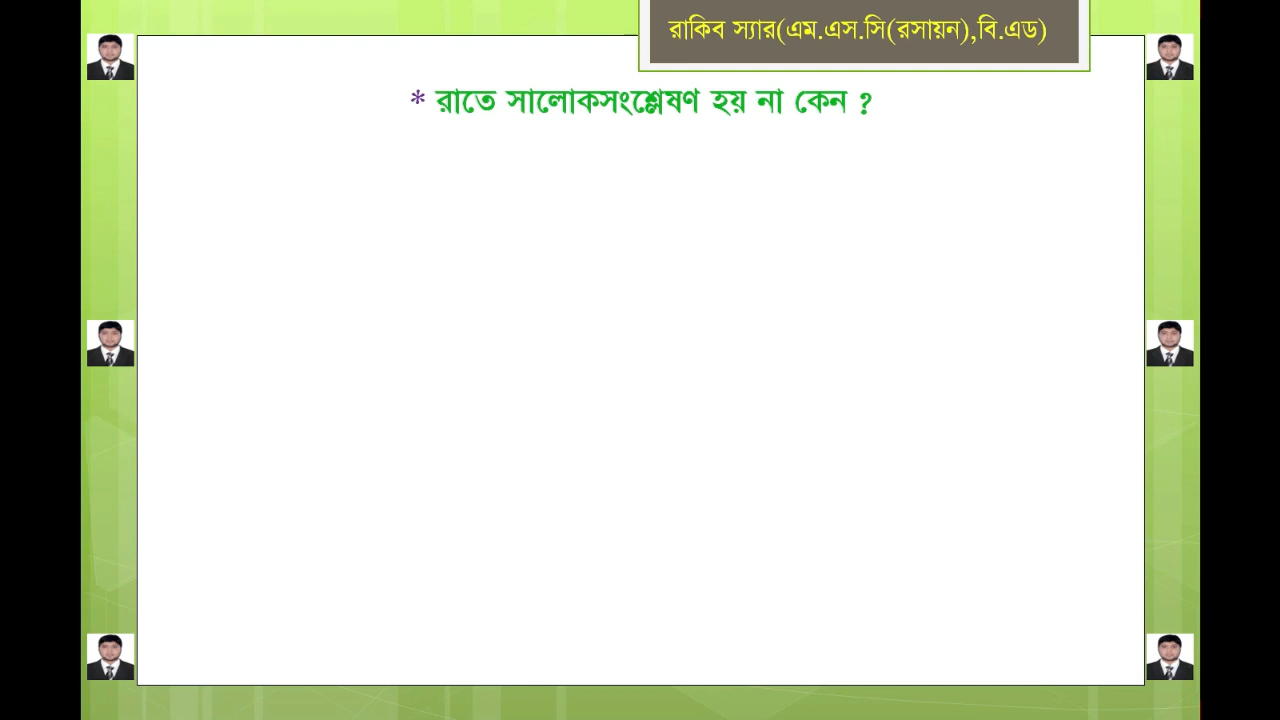 রাকিব স্যার(এম.এস.সি(রসায়ন),বি.এড)
* রাতে সালোকসংশ্লেষণ হয় না কেন ?